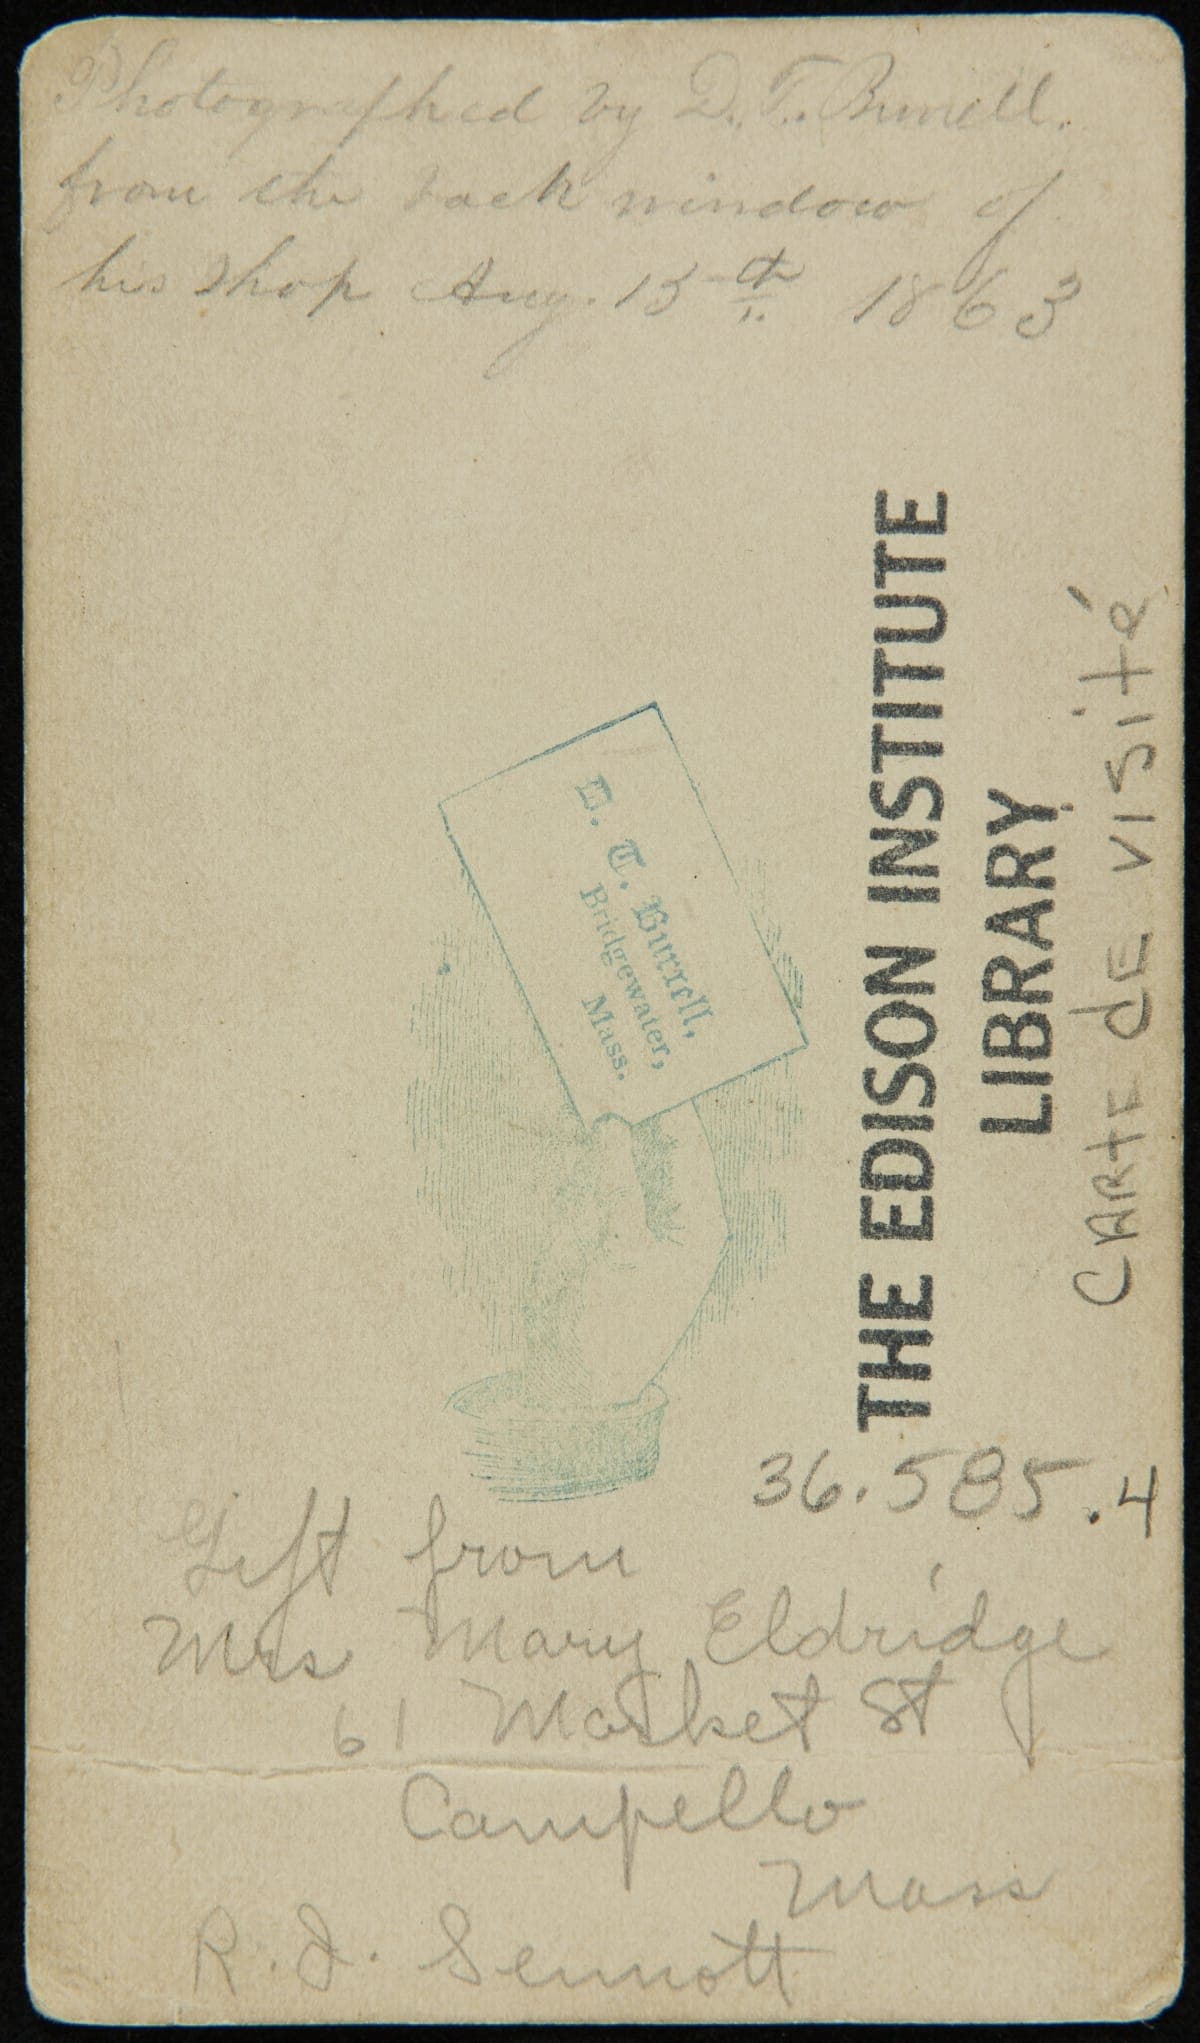 Photographed by D. T. Burrell.
from the back window of
his shop Aug. 15th 1863
D. T. Burrell,
Bridgewater,
Mass.
THE EDISON INSTITUTE
LIBRARY
CARTE dE VISITé
36.585.4
Gift from
Mrs Mary Eldridge
61 Market St
Campello
Mass
R. J. Sennott